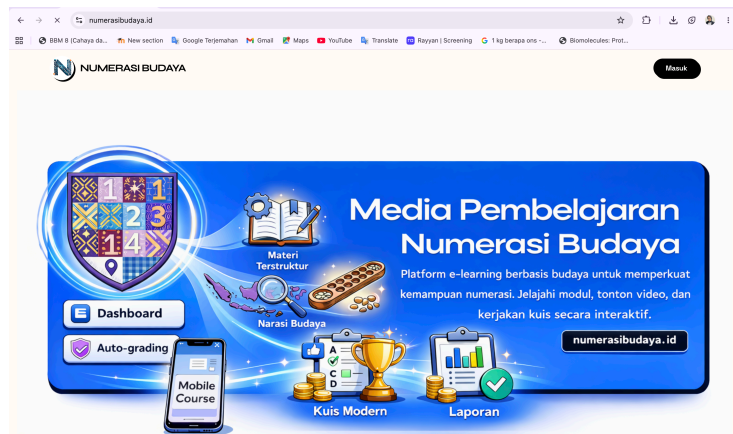 numerasibudaya.id
BBM 8 (Cahaya da...
New section
Google Terjemahan
Gmail
Maps
YouTube
Translate
Rayyan | Screening
1 kg berapa ons -...
Biomolecules: Prot...
NUMERASI BUDAYA
Masuk
1 1
2 3
1 4
Materi
Terstruktur
Narasi Budaya
Dashboard
Auto-grading
Mobile
Course
A
C
D
Kuis Modern
Laporan
Media Pembelajaran
Numerasi Budaya
Platform e-learning berbasis budaya untuk memperkuat
kemampuan numerasi. Jelajahi modul, tonton video, dan
kerjakan kuis secara interaktif.
numerasibudaya.id